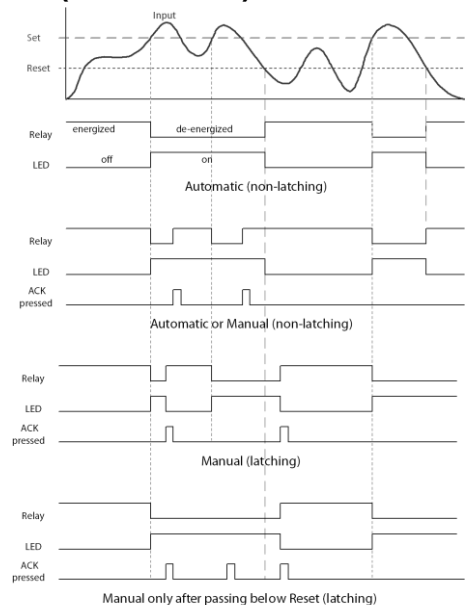 Input
Set
Reset
energized de-energized
Relay
off on
LED
Automatic (non-latching)
Relay
LED
ACK
pressed
Automatic or Manual (non-latching)
Relay
LED
ACK
pressed
Manual (latching)
Relay
LED
ACK
pressed
Manual only after passing below Reset (latching)